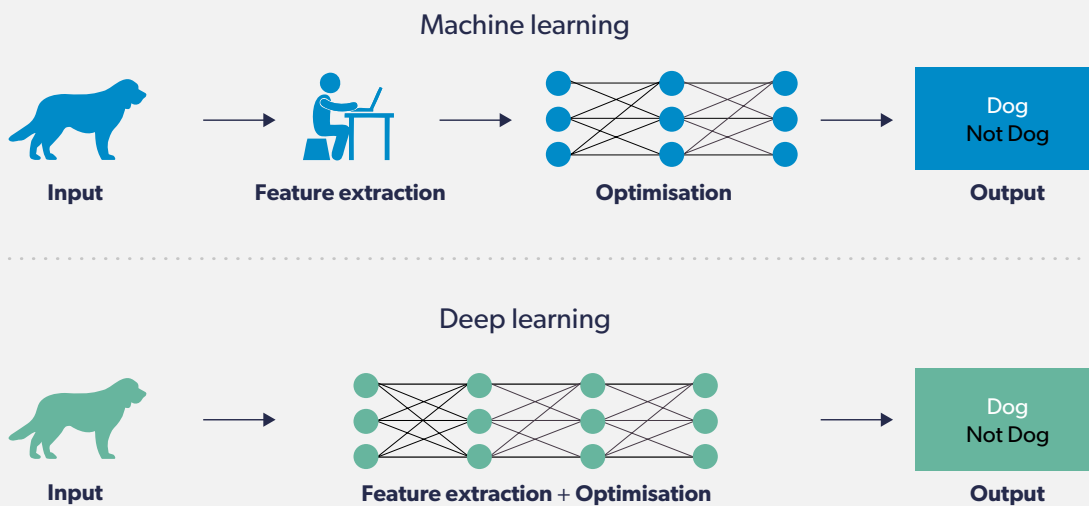 Machine learning
Dog
Not Dog
Input
Feature extraction
Optimisation
Output
Deep learning
Dog
Not Dog
Input
Feature extraction + Optimisation
Output